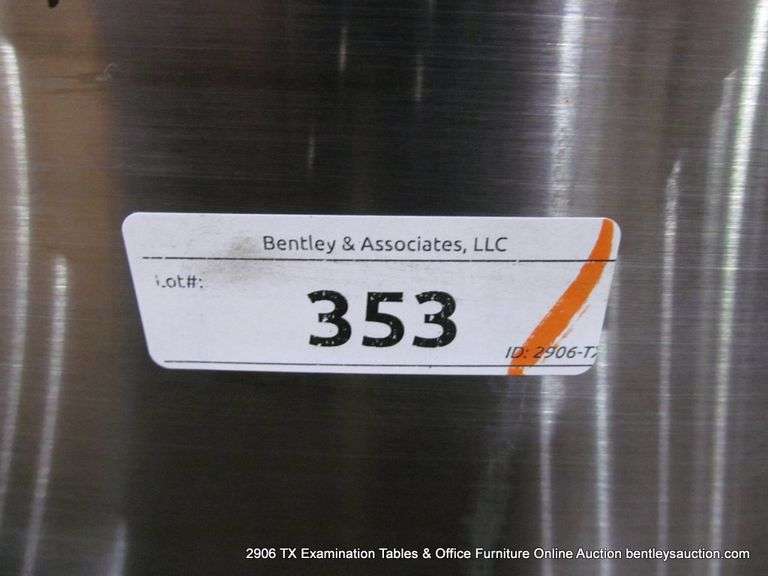 Bentley & Associates, LLC
Lot#:
353
ID: 2906-TX
2906 TX Examination Tables & Office Furniture Online Auction bentleysauction.com